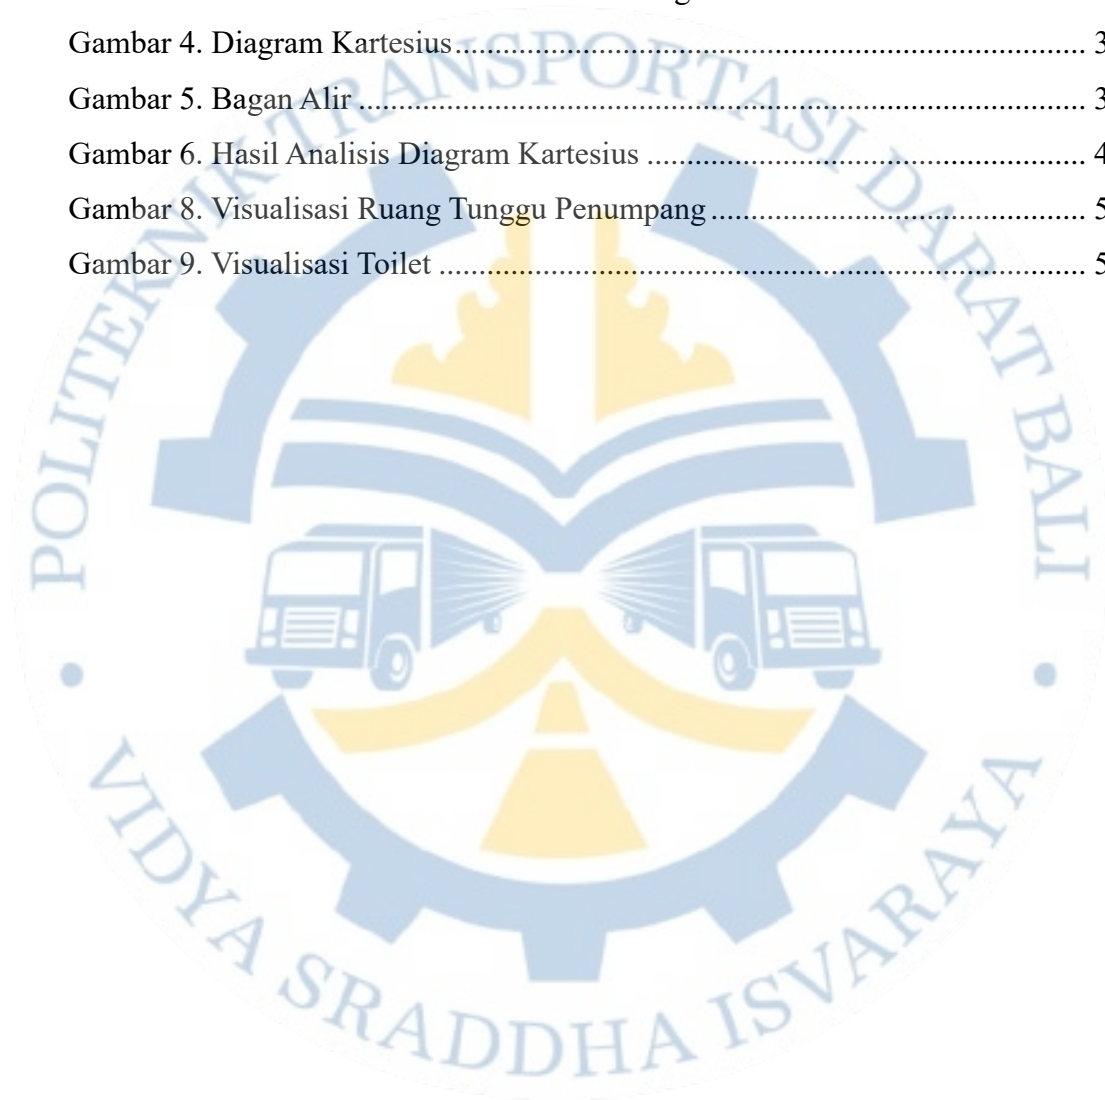 Gambar 4. Diagram Kartesius........................................................................ 3
Gambar 5. Bagan Alir ........................................................................ 3
Gambar 6. Hasil Analisis Diagram Kartesius ........................................................................ 4
Gambar 8. Visualisasi Ruang Tunggu Penumpang........................................................................ 5
Gambar 9. Visualisasi Toilet ........................................................................ 5
POLITEKNIK TRANSPORTASI DARAT BALI
• VIDYA SRADDHA ISVARAYA •